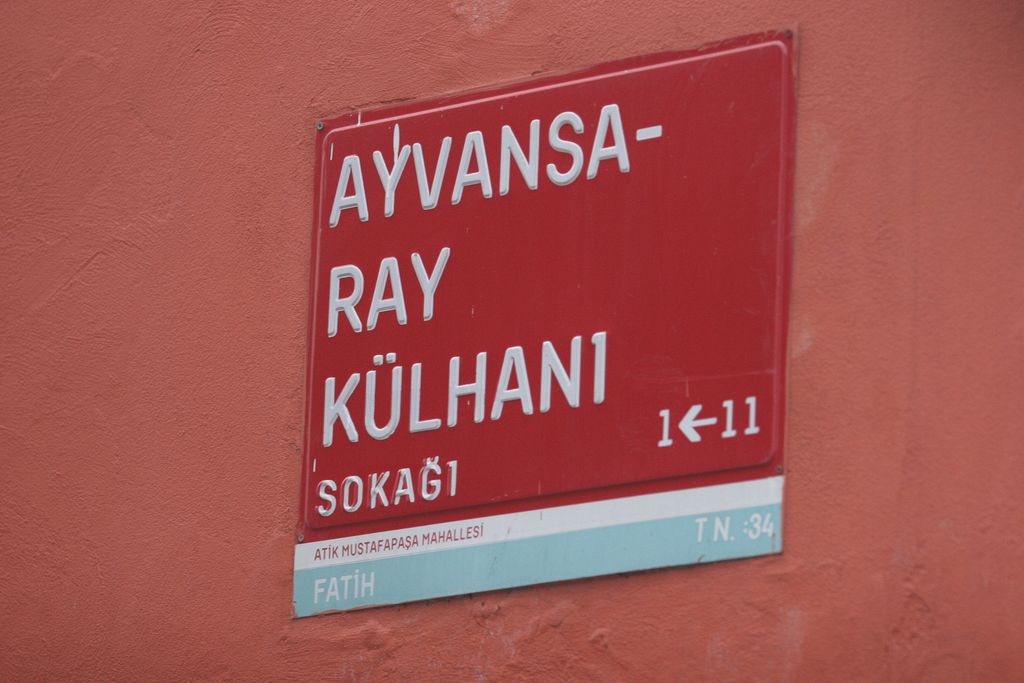 AYVANSA-
RAY
KÜLHANI
1←11
SOKAĞI
ATİK MUSTAFAPAŞA MAHALLESİ
T N. :34
FATİH